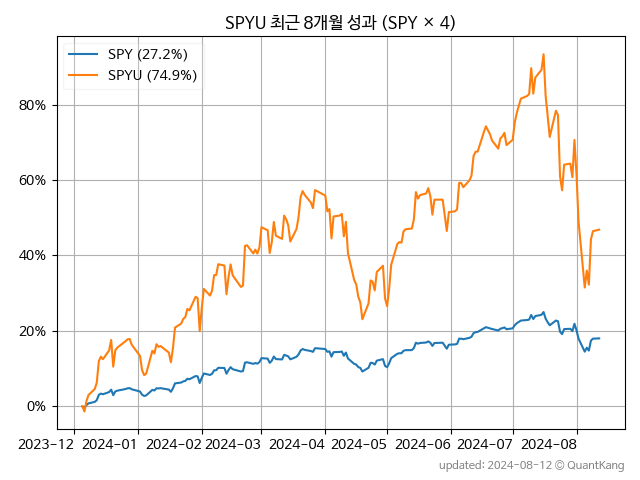 SPYU 최근 8개월 성과 (SPY × 4)
SPY (27.2%)
SPYU (74.9%)
80%
60%
40%
20%
0%
2023-12 2024-01 2024-02 2024-03 2024-04 2024-05 2024-06 2024-07 2024-08
updated: 2024-08-12 © QuantKang